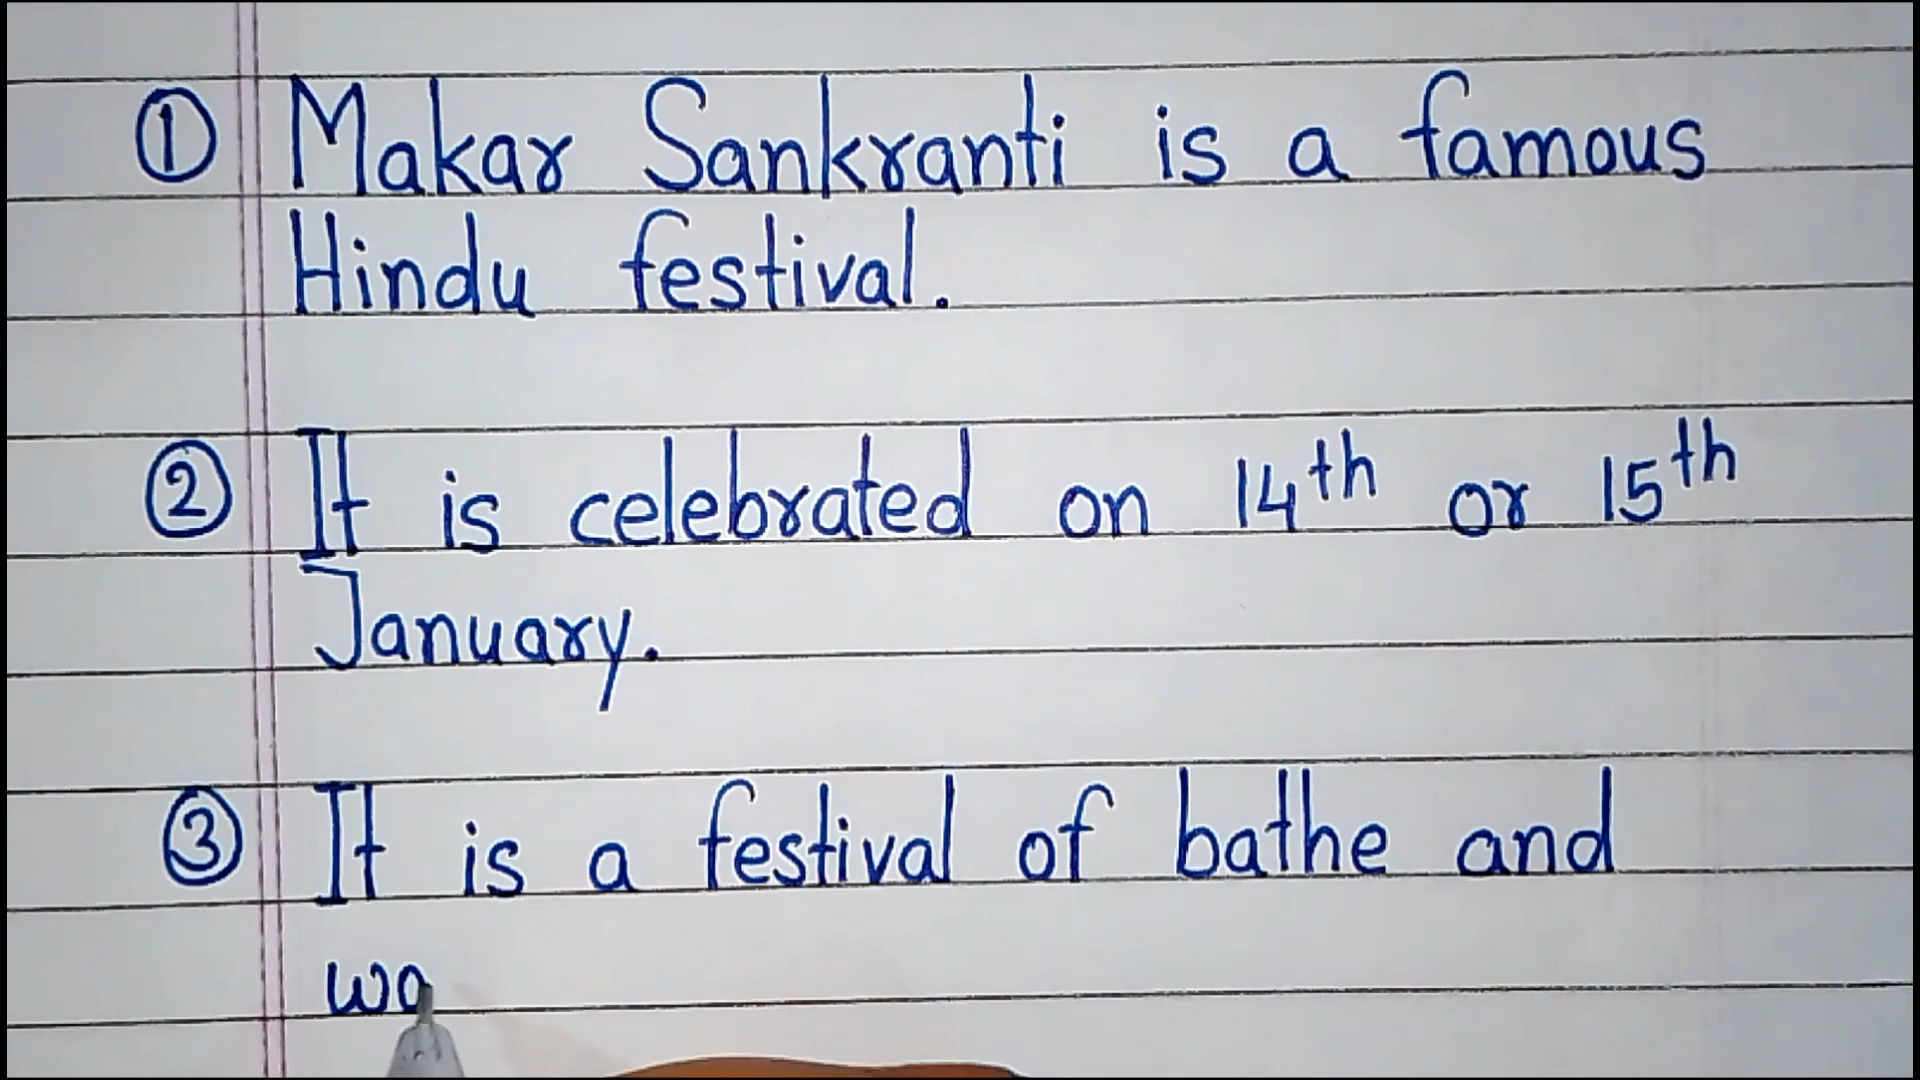 ① Makar Sankranti is a famous
Hindu festival.
② It is celebrated on 14th or 15th
January.
③ It is a festival of bathe and